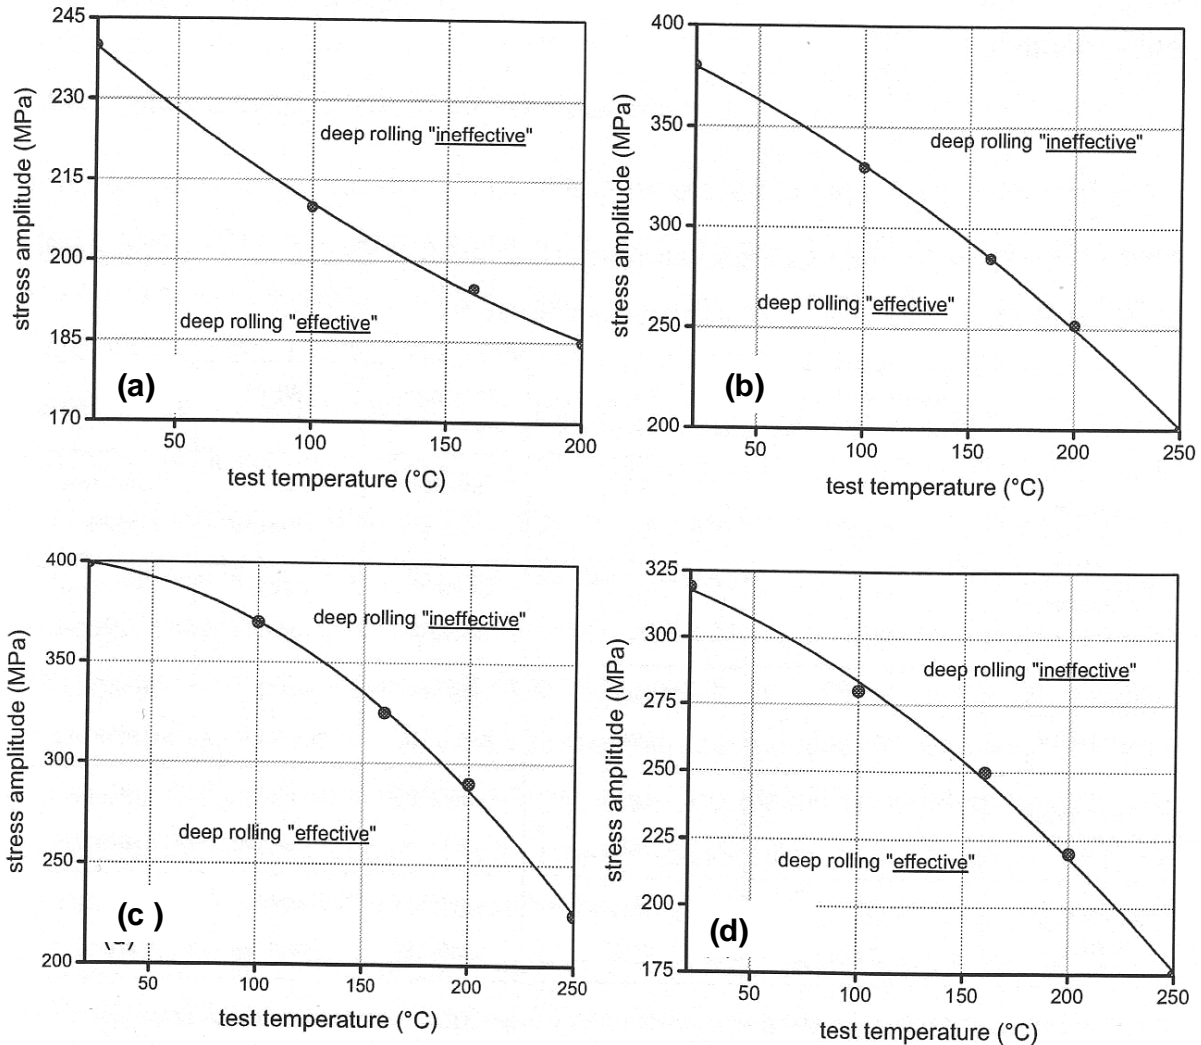 245
230
215
200
185
170
stress amplitude (MPa)
deep rolling "ineffective"
deep rolling "effective"
(a)
50
100
150
200
test temperature (°C)
400
350
300
250
200
stress amplitude (MPa)
deep rolling "ineffective"
deep rolling "effective"
(b)
50
100
150
200
250
test temperature (°C)
400
350
300
250
200
stress amplitude (MPa)
deep rolling "ineffective"
deep rolling "effective"
(c )
50
100
150
200
250
test temperature (°C)
325
300
275
250
225
200
175
stress amplitude (MPa)
deep rolling "ineffective"
deep rolling "effective"
(d)
50
100
150
200
250
test temperature (°C)